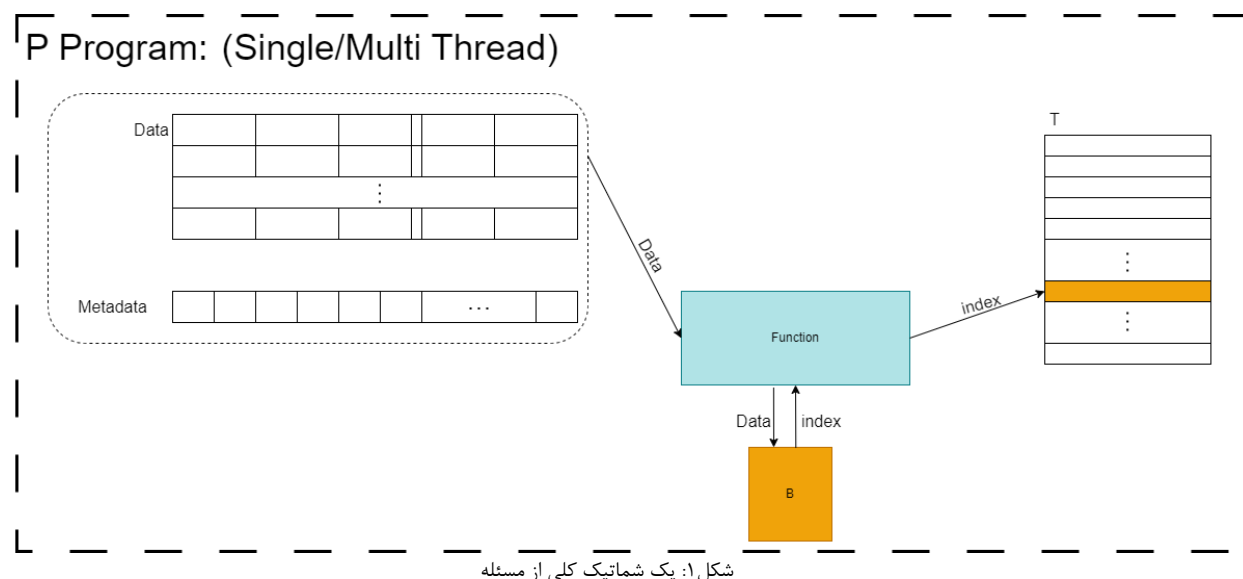 P Program: (Single/Multi Thread)
Data
T
⋮
Data
⋮
Metadata
...
index
Function
⋮
Data
index
B
شکل۱: یک شماتیک کلی از مسئله